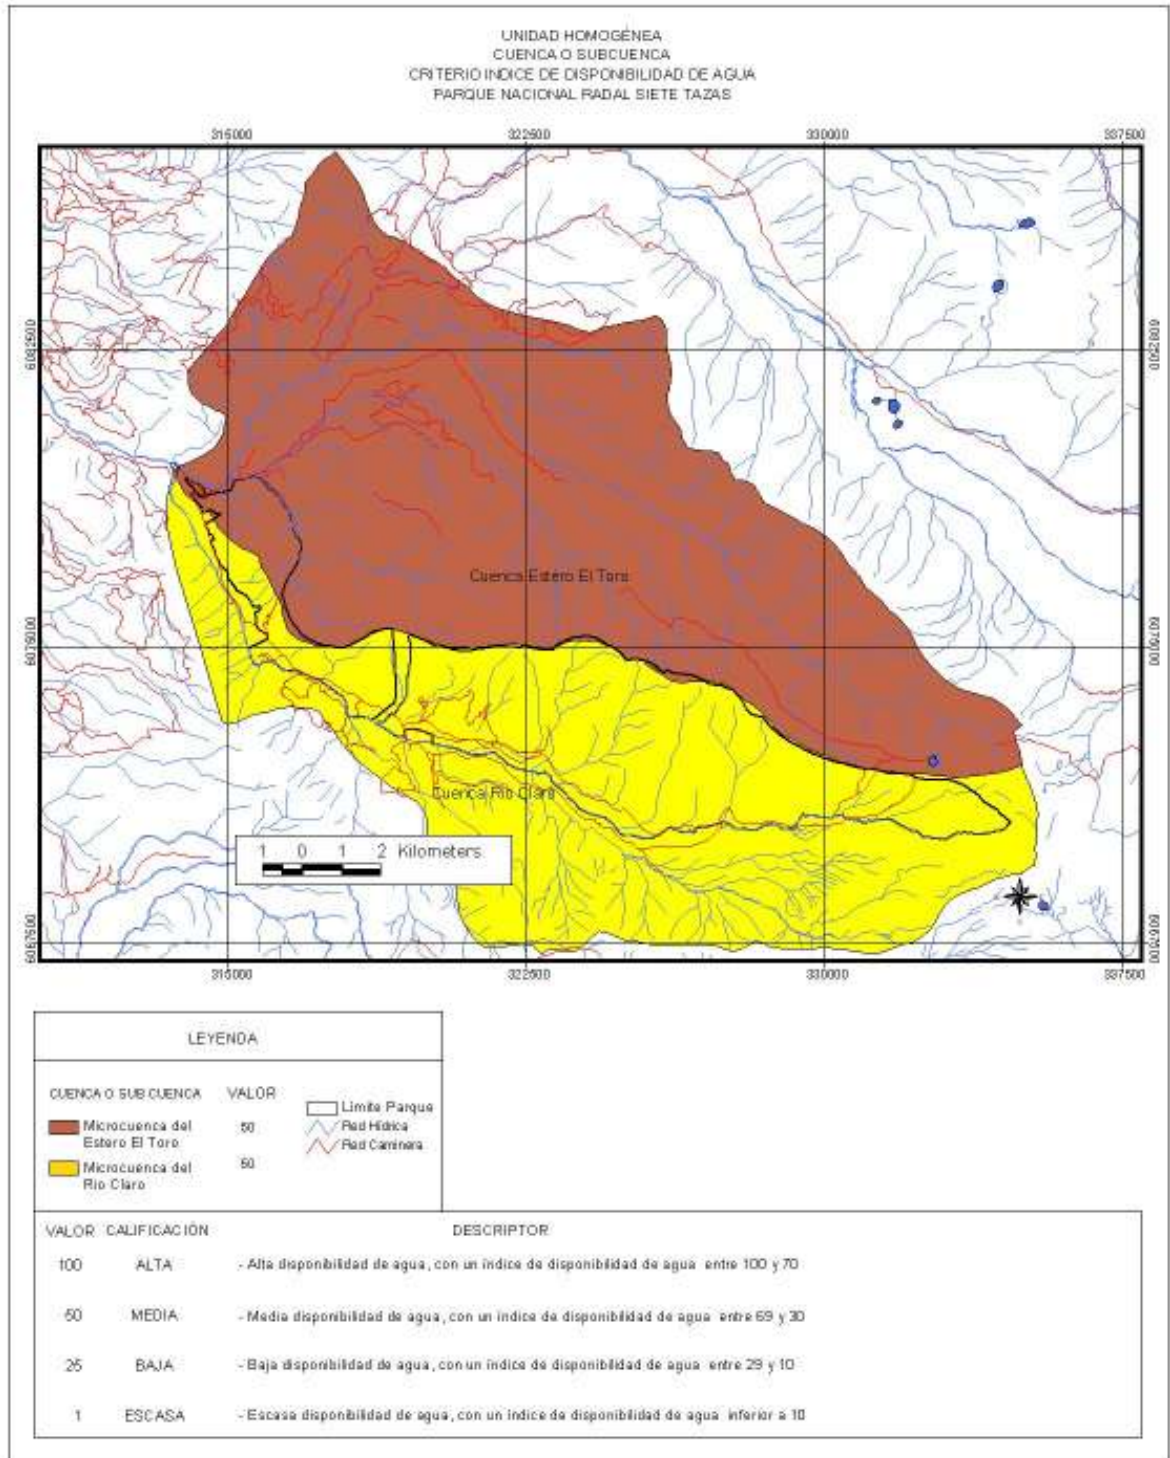 UNIDAD HOMOGÉNEA
CUENCA O SUBCUENCA
CRITERIO INDICE DE DISPONIBILIDAD DE AGUA
PARQUE NACIONAL RADAL SIETE TAZAS
315000 322500 330000 337500
6082500 6082500
Cuenca Estero El Toro
6075000 6075000
Cuenca Río Claro
1 0 1 2 Kilometers
6067500 6067500
315000 322500 330000 337500
LEYENDA
CUENCA O SUB CUENCA VALOR
Microcuenca del 50
Estero El Toro
Microcuenca del 50
Rio Claro
Limite Parque
Red Hídrica
Red Caminera
VALOR CALIFICACIÓN DESCRIPTOR
100 ALTA - Alta disponibilidad de agua, con un índice de disponibilidad de agua entre 100 y 70
50 MEDIA - Media disponibilidad de agua, con un índice de disponibilidad de agua entre 69 y 30
25 BAJA - Baja disponibilidad de agua, con un índice de disponibilidad de agua entre 29 y 10
1 ESCASA - Escasa disponibilidad de agua, con un índice de disponibilidad de agua inferior a 10